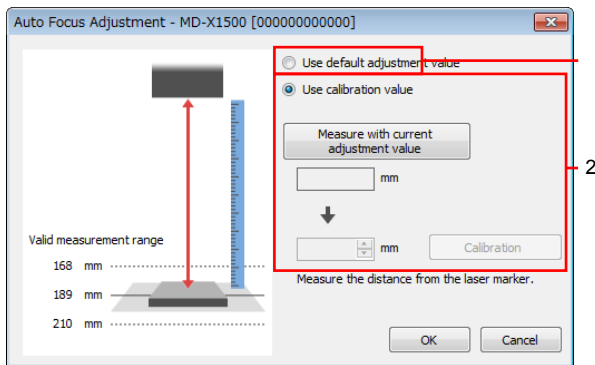 Auto Focus Adjustment - MD-X1500 [000000000000]
Use default adjustment value
Use calibration value
Measure with current
adjustment value
mm
2
mm
Calibration
Valid measurement range
168 mm
189 mm
210 mm
Measure the distance from the laser marker.
OK
Cancel